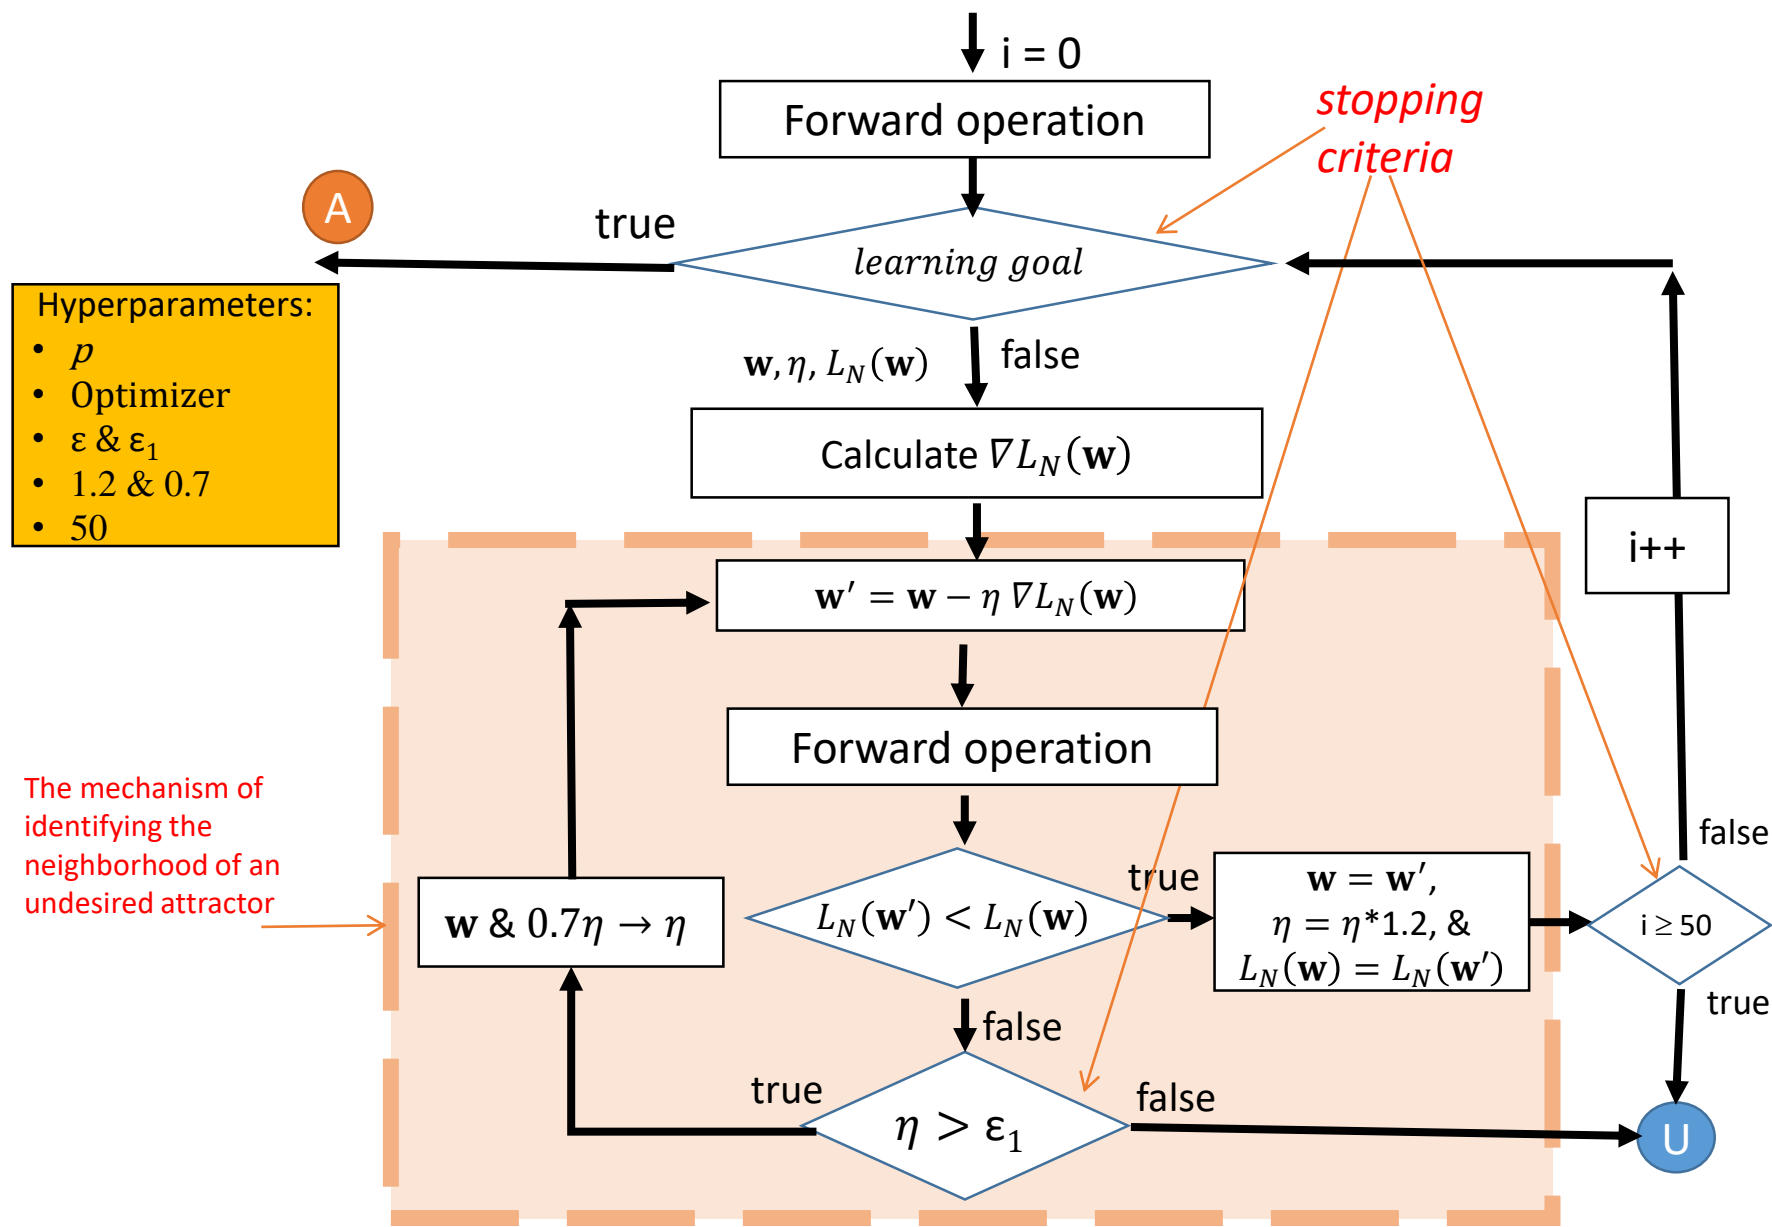 i = 0
Forward operation
stopping
criteria
A
true
learning goal
Hyperparameters:
• p
• Optimizer
• ε & ε₁
• 1.2 & 0.7
• 50
w, η, L_N(w)
false
Calculate ∇L_N(w)
i++
w′ = w − η ∇L_N(w)
Forward operation
The mechanism of
identifying the
neighborhood of an
undesired attractor
w & 0.7η → η
L_N(w′) < L_N(w)
true
w = w′,
η = η*1.2, &
L_N(w) = L_N(w′)
false
i ≥ 50
true
false
true
η > ε₁
false
U